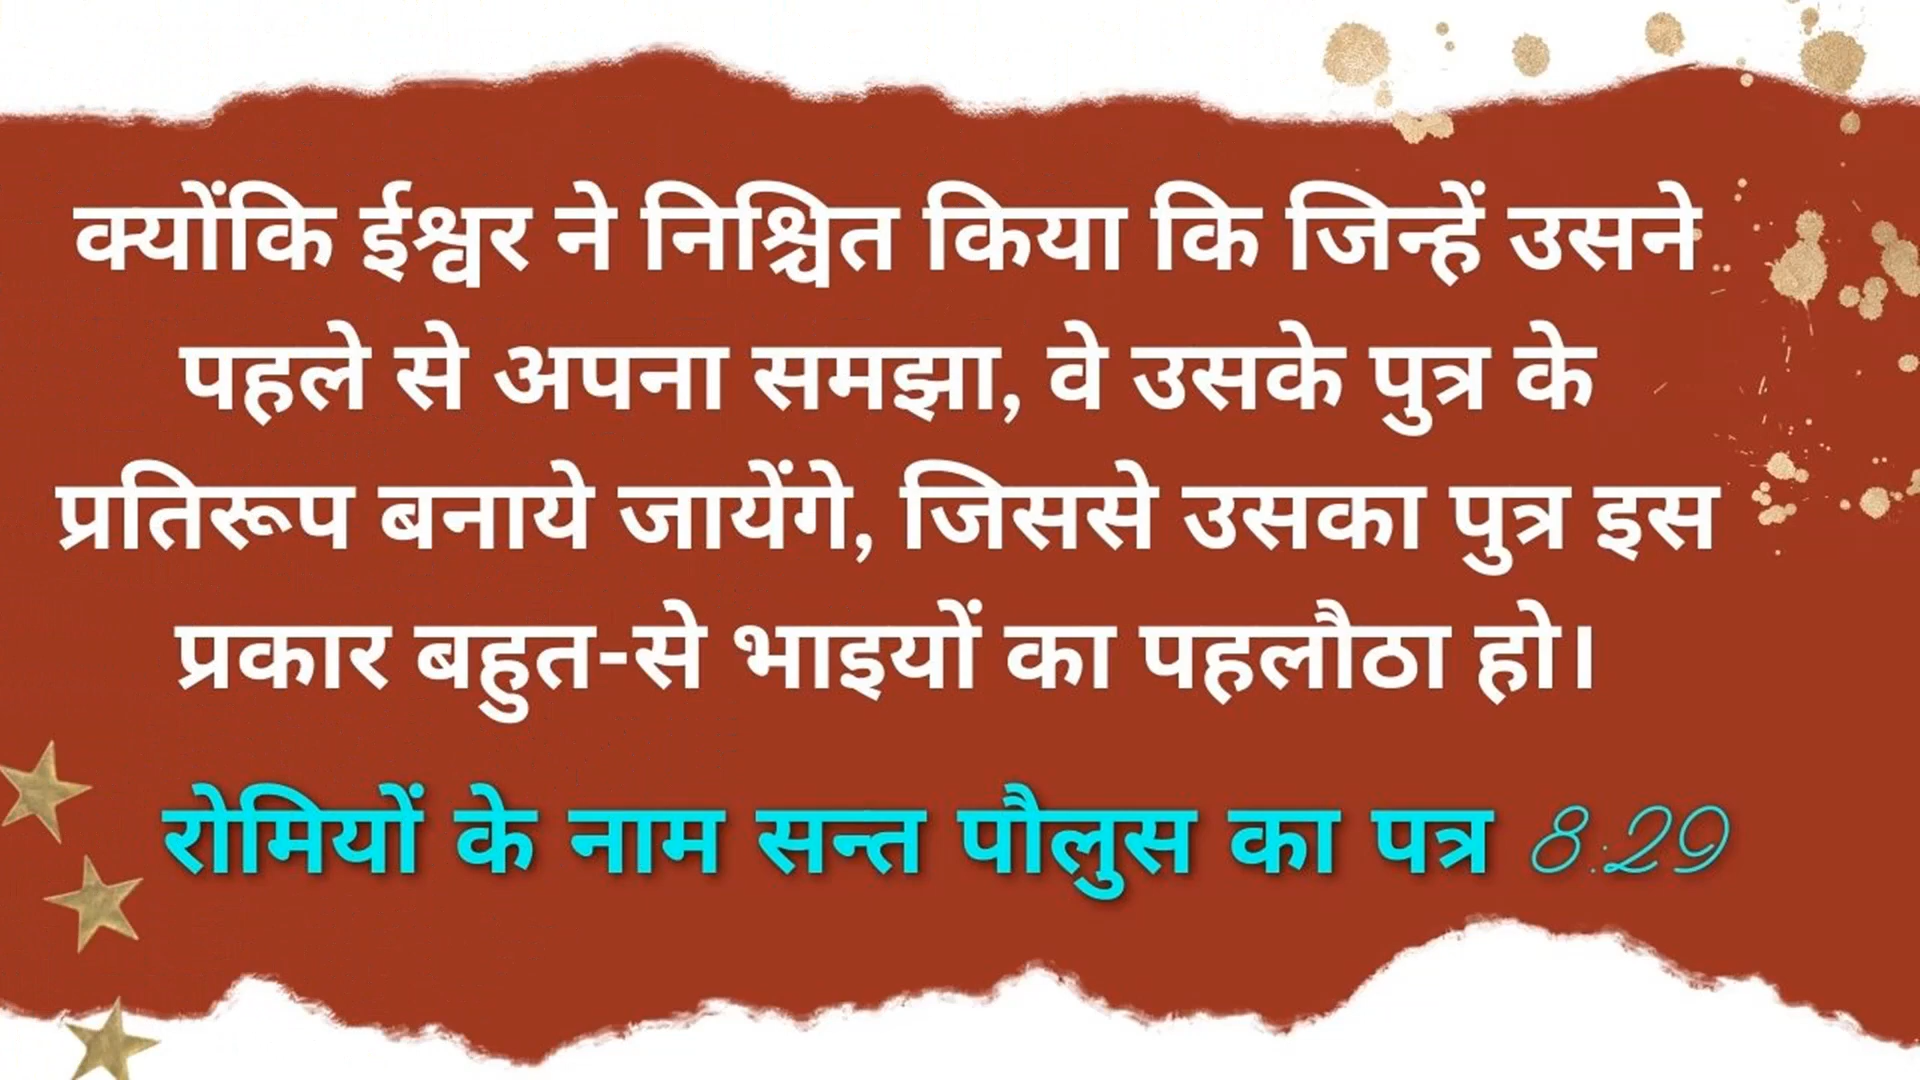 क्योंकि ईश्वर ने निश्चित किया कि जिन्हें उसने
पहले से अपना समझा, वे उसके पुत्र के
प्रतिरूप बनाये जायेंगे, जिससे उसका पुत्र इस
प्रकार बहुत-से भाइयों का पहलौठा हो।
रोमियों के नाम सन्त पौलुस का पत्र 8:29